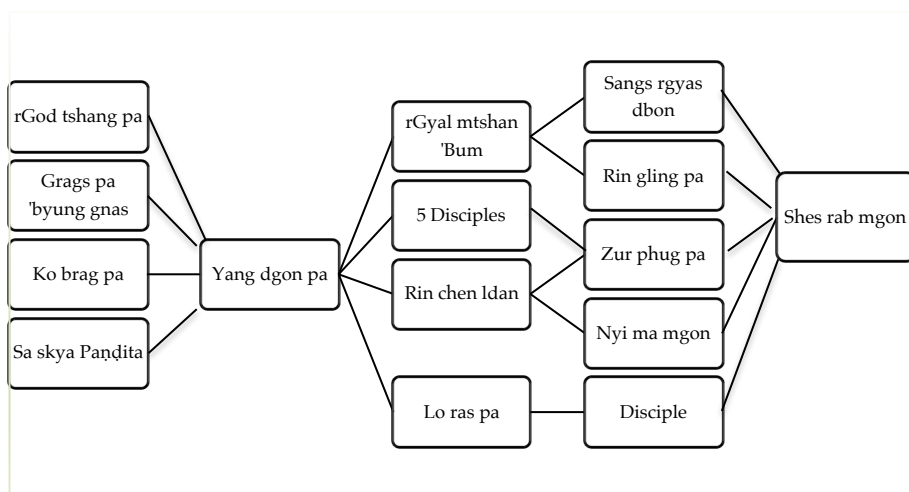 rGod tshang pa
Grags pa
'byung gnas
Ko brag pa
Sa skya Paṇḍita
Yang dgon pa
rGyal mtshan
'Bum
5 Disciples
Rin chen ldan
Lo ras pa
Sangs rgyas
dbon
Rin gling pa
Zur phug pa
Nyi ma mgon
Disciple
Shes rab mgon